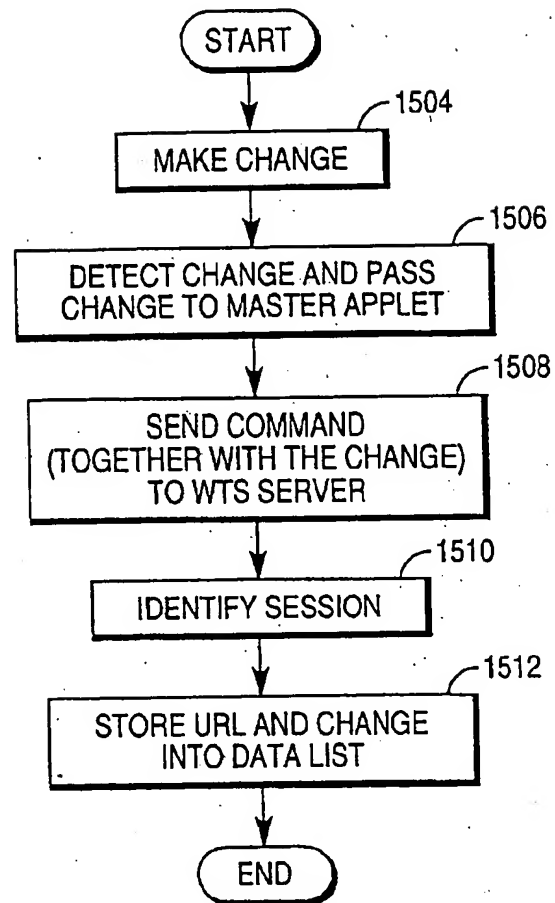 START
1504
MAKE CHANGE
1506
DETECT CHANGE AND PASS
CHANGE TO MASTER APPLET
1508
SEND COMMAND
(TOGETHER WITH THE CHANGE)
TO WTS SERVER
1510
IDENTIFY SESSION
1512
STORE URL AND CHANGE
INTO DATA LIST
END